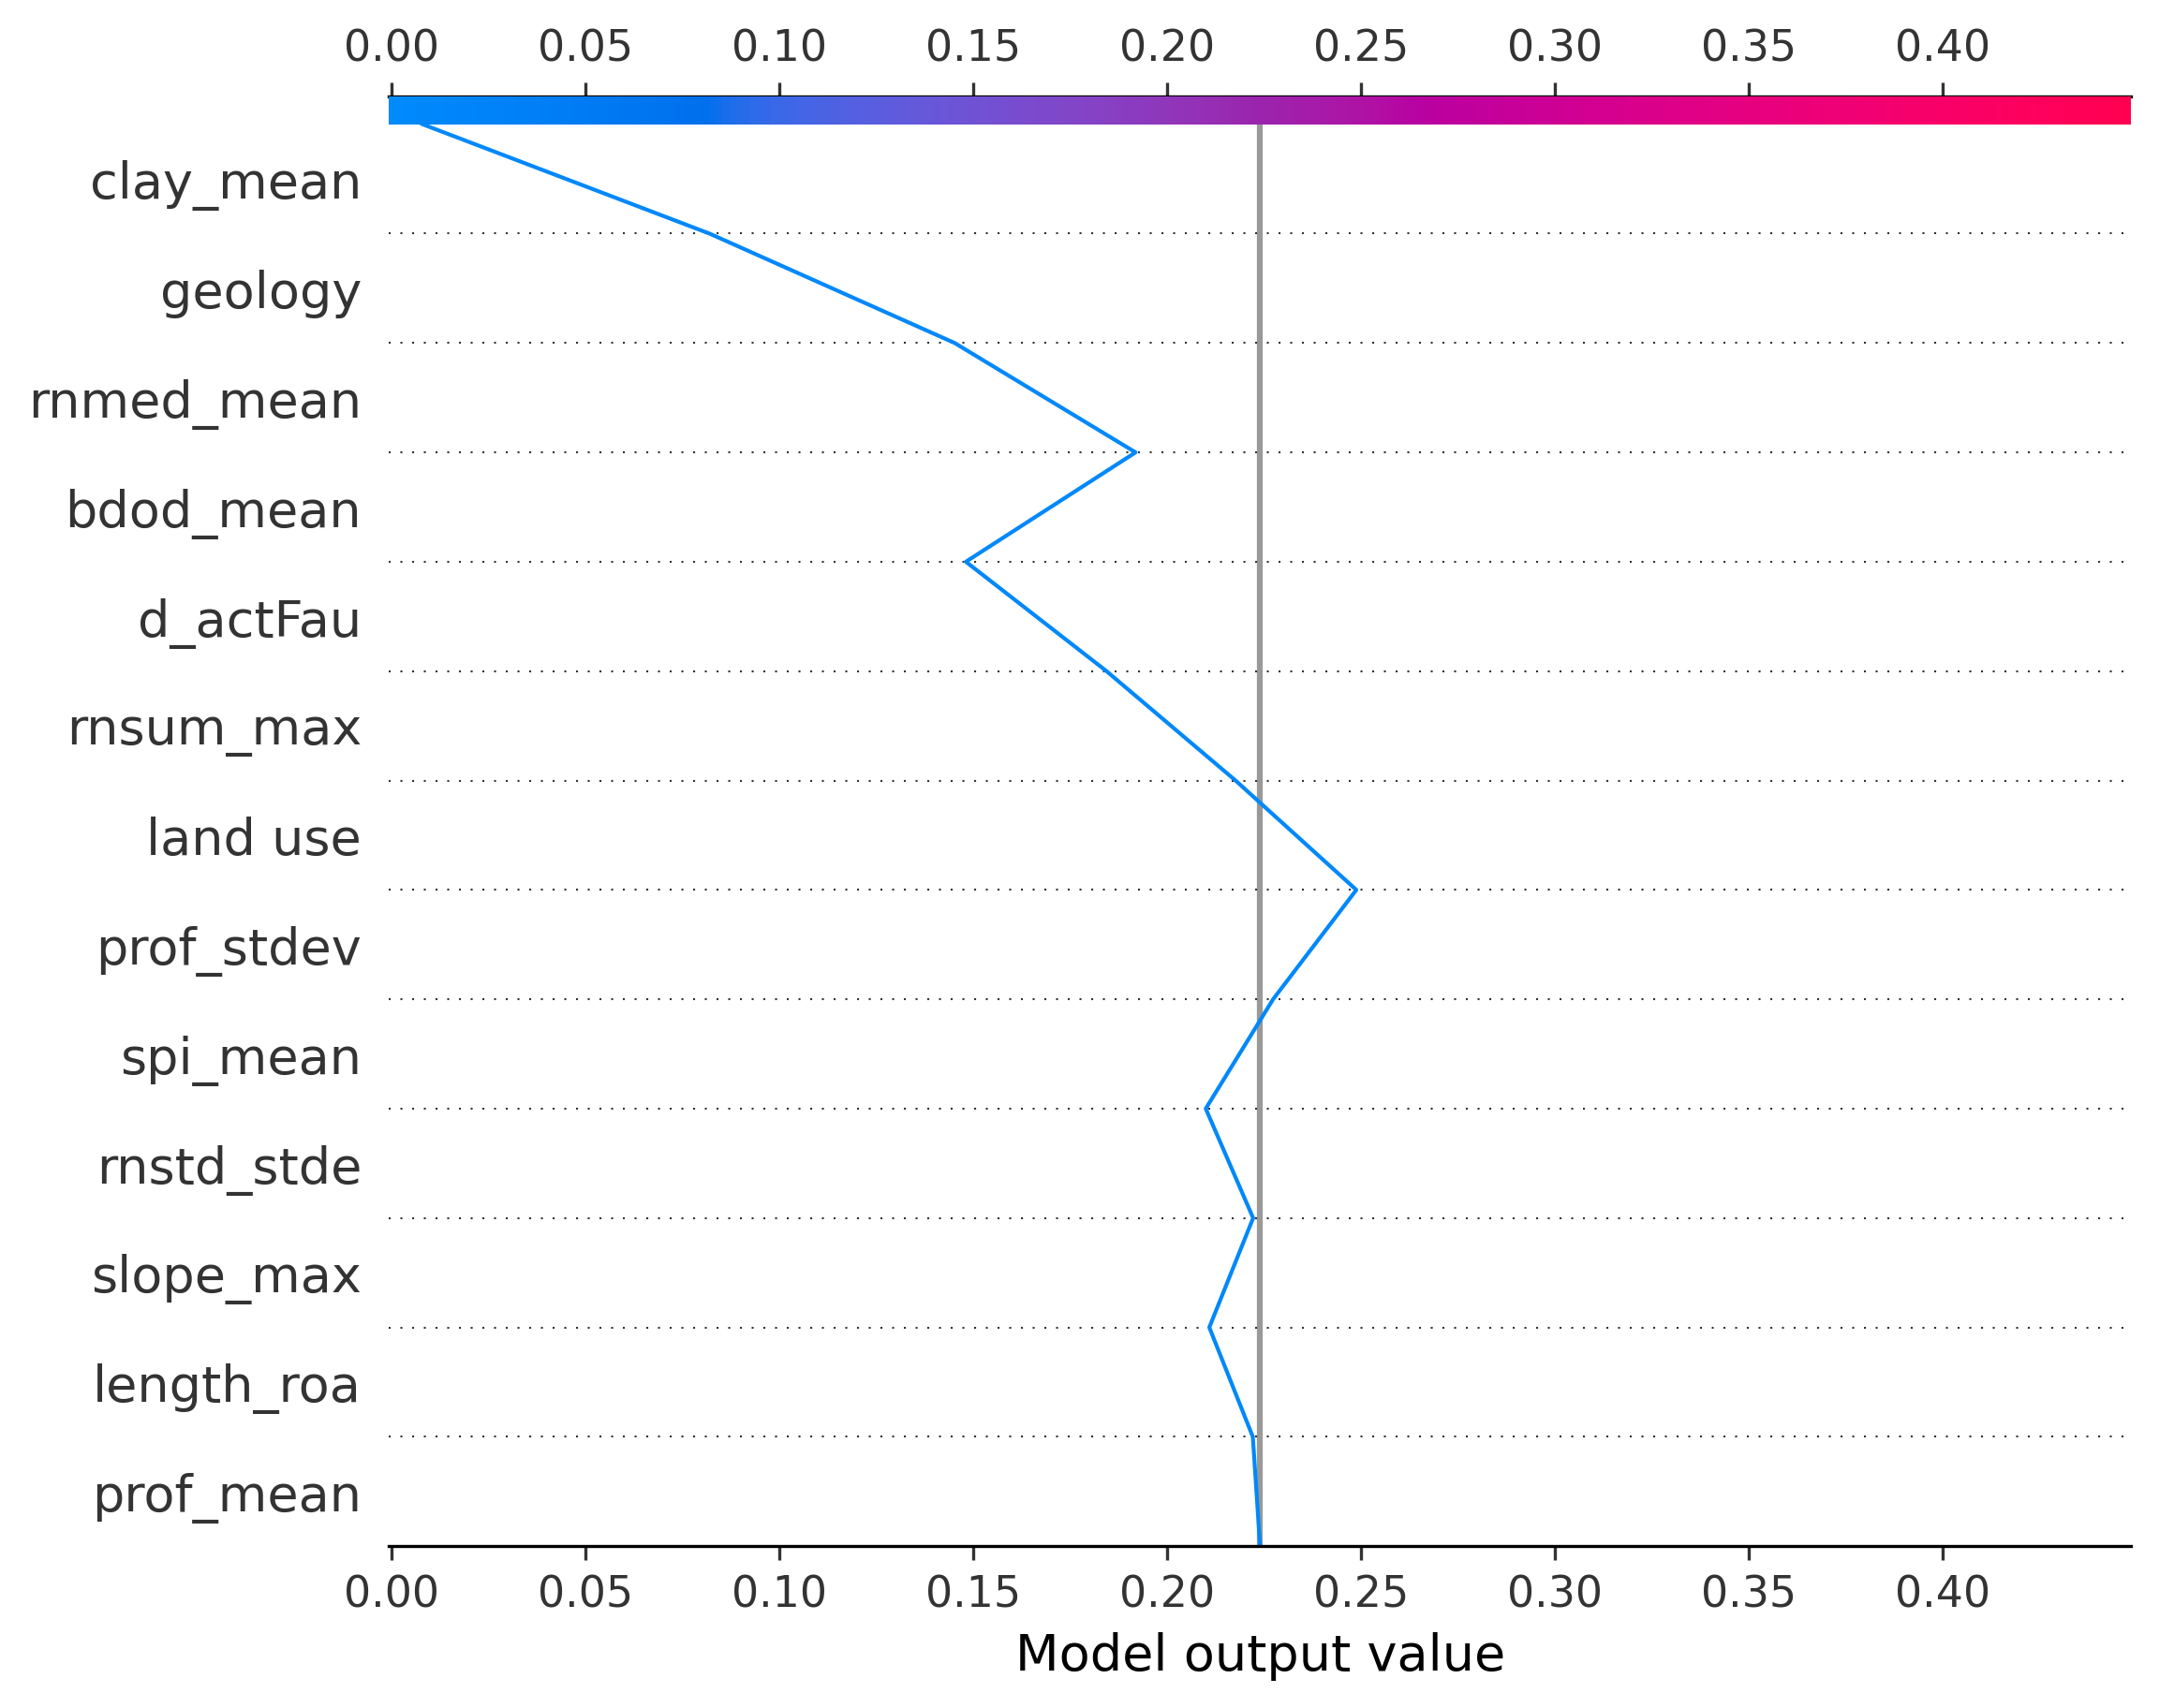 0.00 0.05 0.10 0.15 0.20 0.25 0.30 0.35 0.40
clay_mean
geology
rnmed_mean
bdod_mean
d_actFau
rnsum_max
land use
prof_stdev
spi_mean
rnstd_stde
slope_max
length_roa
prof_mean
0.00 0.05 0.10 0.15 0.20 0.25 0.30 0.35 0.40
Model output value